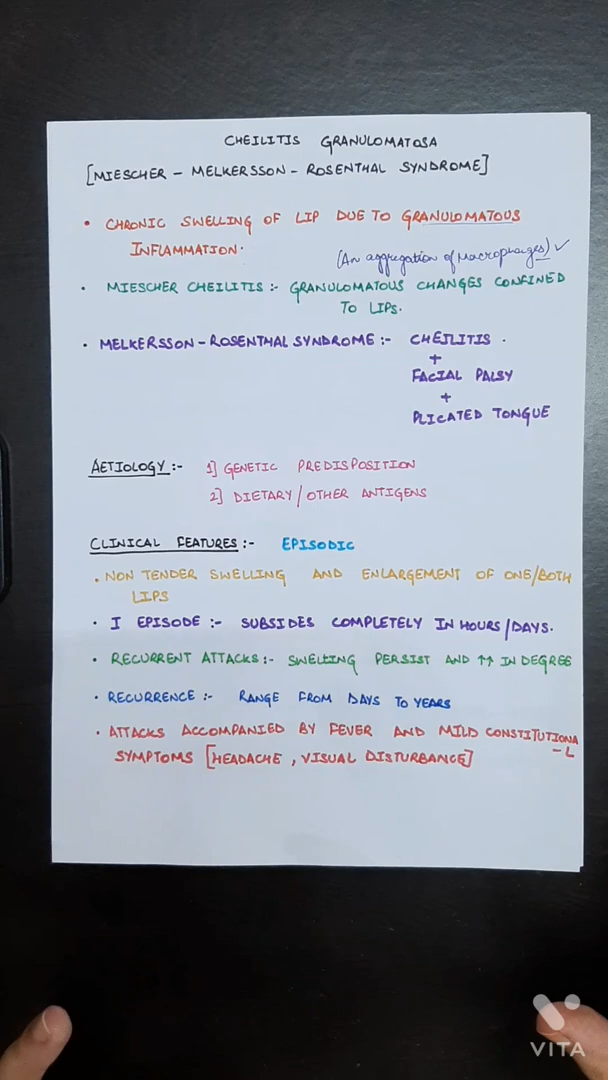 CHEILITIS GRANULOMATOSA
[MIESCHER - MELKERSSON - ROSENTHAL SYNDROME]
• CHRONIC SWELLING OF LIP DUE TO GRANULOMATOUS
INFLAMMATION.
(An aggregation of Macrophages) ✓
• MIESCHER CHEILITIS :- GRANULOMATOUS CHANGES CONFINED
TO LIPS.
• MELKERSSON - ROSENTHAL SYNDROME :- CHEILITIS .
+
FACIAL PALSY
+
PLICATED TONGUE
AETIOLOGY :- 1] GENETIC PREDISPOSITION
2] DIETARY / OTHER ANTIGENS
CLINICAL FEATURES :- EPISODIC
• NON TENDER SWELLING AND ENLARGEMENT OF ONE/BOTH
LIPS
• I EPISODE :- SUBSIDES COMPLETELY IN HOURS/DAYS.
• RECURRENT ATTACKS :- SWELLING PERSIST AND ↑↑ IN DEGREE
• RECURRENCE :- RANGE FROM DAYS TO YEARS
• ATTACKS ACCOMPANIED BY FEVER AND MILD CONSTITUTIONA
-L
SYMPTOMS [HEADACHE , VISUAL DISTURBANCE]
VITA